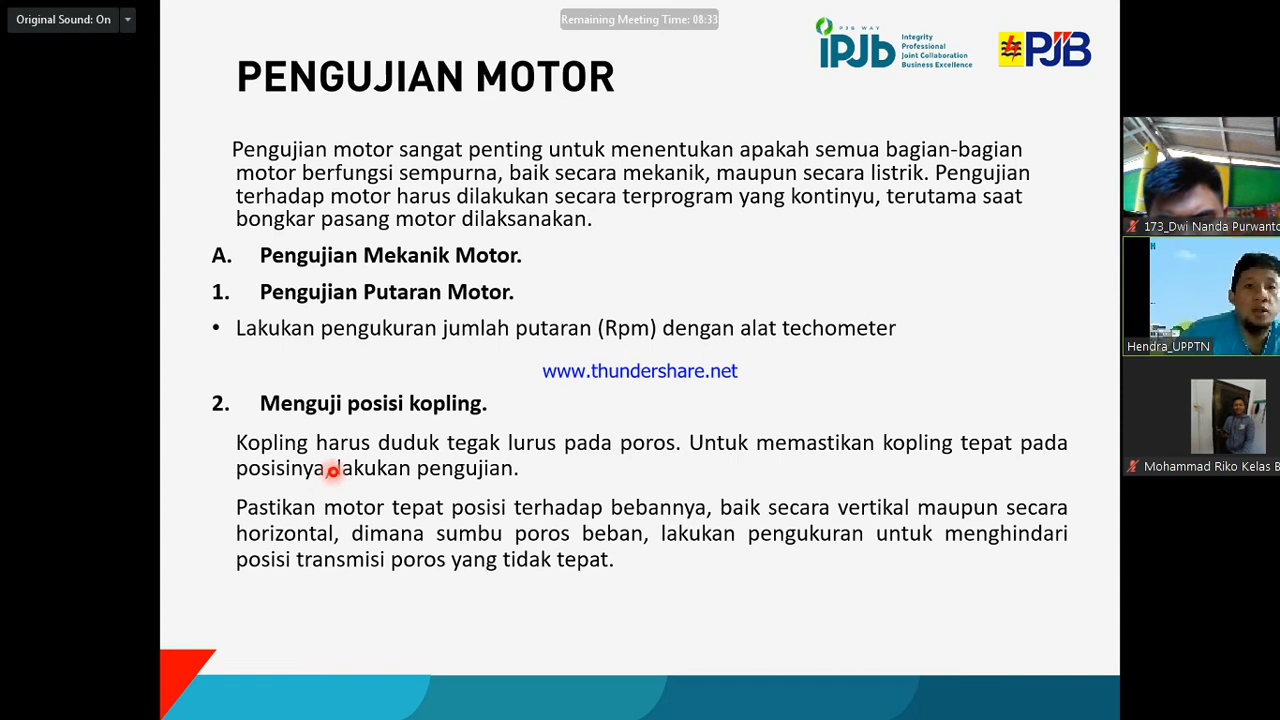 Original Sound: On
Remaining Meeting Time: 08:33
PJB WAY
iPJb
Integrity
Professional
Joint Collaboration
Business Excellence
PJB
PENGUJIAN MOTOR
Pengujian motor sangat penting untuk menentukan apakah semua bagian-bagian
motor berfungsi sempurna, baik secara mekanik, maupun secara listrik. Pengujian
terhadap motor harus dilakukan secara terprogram yang kontinyu, terutama saat
bongkar pasang motor dilaksanakan.
A. Pengujian Mekanik Motor.
1. Pengujian Putaran Motor.
• Lakukan pengukuran jumlah putaran (Rpm) dengan alat techometer
www.thundershare.net
2. Menguji posisi kopling.
Kopling harus duduk tegak lurus pada poros. Untuk memastikan kopling tepat pada
posisinya, lakukan pengujian.
Pastikan motor tepat posisi terhadap bebannya, baik secara vertikal maupun secara
horizontal, dimana sumbu poros beban, lakukan pengukuran untuk menghindari
posisi transmisi poros yang tidak tepat.
173_Dwi Nanda Purwanto
Hendra_UPPTN
Mohammad Riko Kelas B